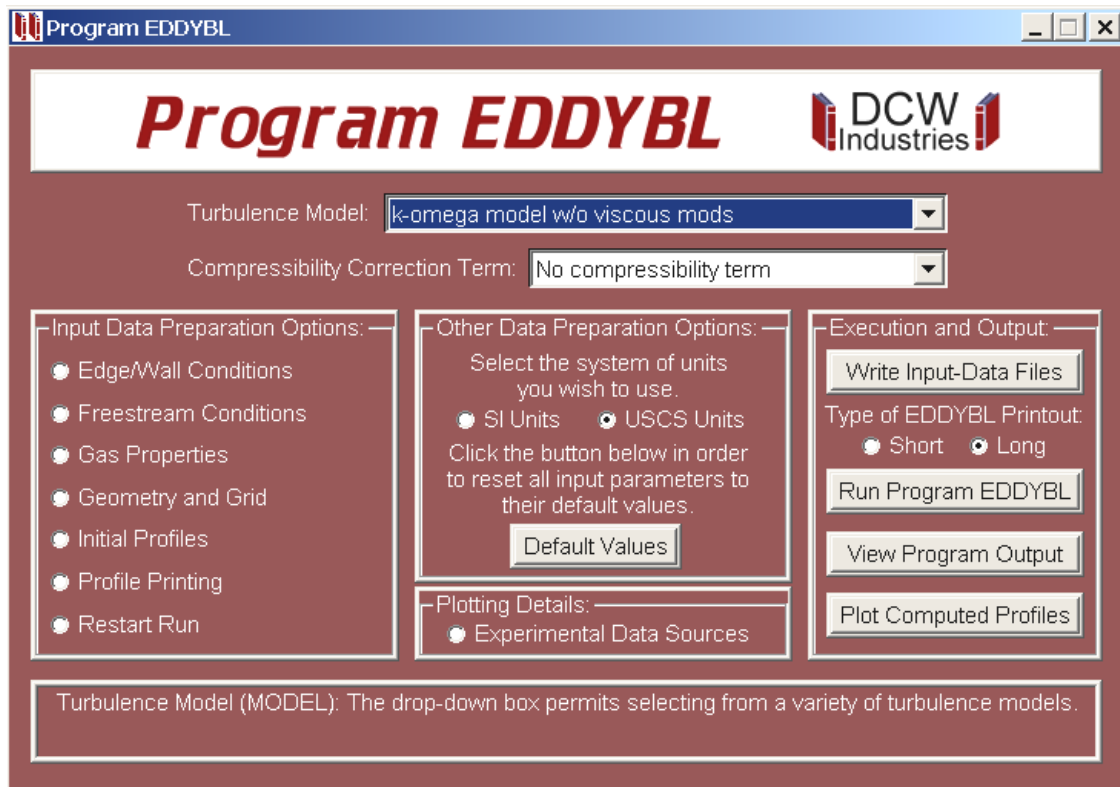 Program EDDYBL
Program EDDYBL
DCW
Industries
Turbulence Model:
k-omega model w/o viscous mods
Compressibility Correction Term:
No compressibility term
Input Data Preparation Options:
Edge/Wall Conditions
Freestream Conditions
Gas Properties
Geometry and Grid
Initial Profiles
Profile Printing
Restart Run
Other Data Preparation Options:
Select the system of units
you wish to use.
SI Units
USCS Units
Click the button below in order
to reset all input parameters to
their default values.
Default Values
Plotting Details:
Experimental Data Sources
Execution and Output:
Write Input-Data Files
Type of EDDYBL Printout:
Short
Long
Run Program EDDYBL
View Program Output
Plot Computed Profiles
Turbulence Model (MODEL): The drop-down box permits selecting from a variety of turbulence models.